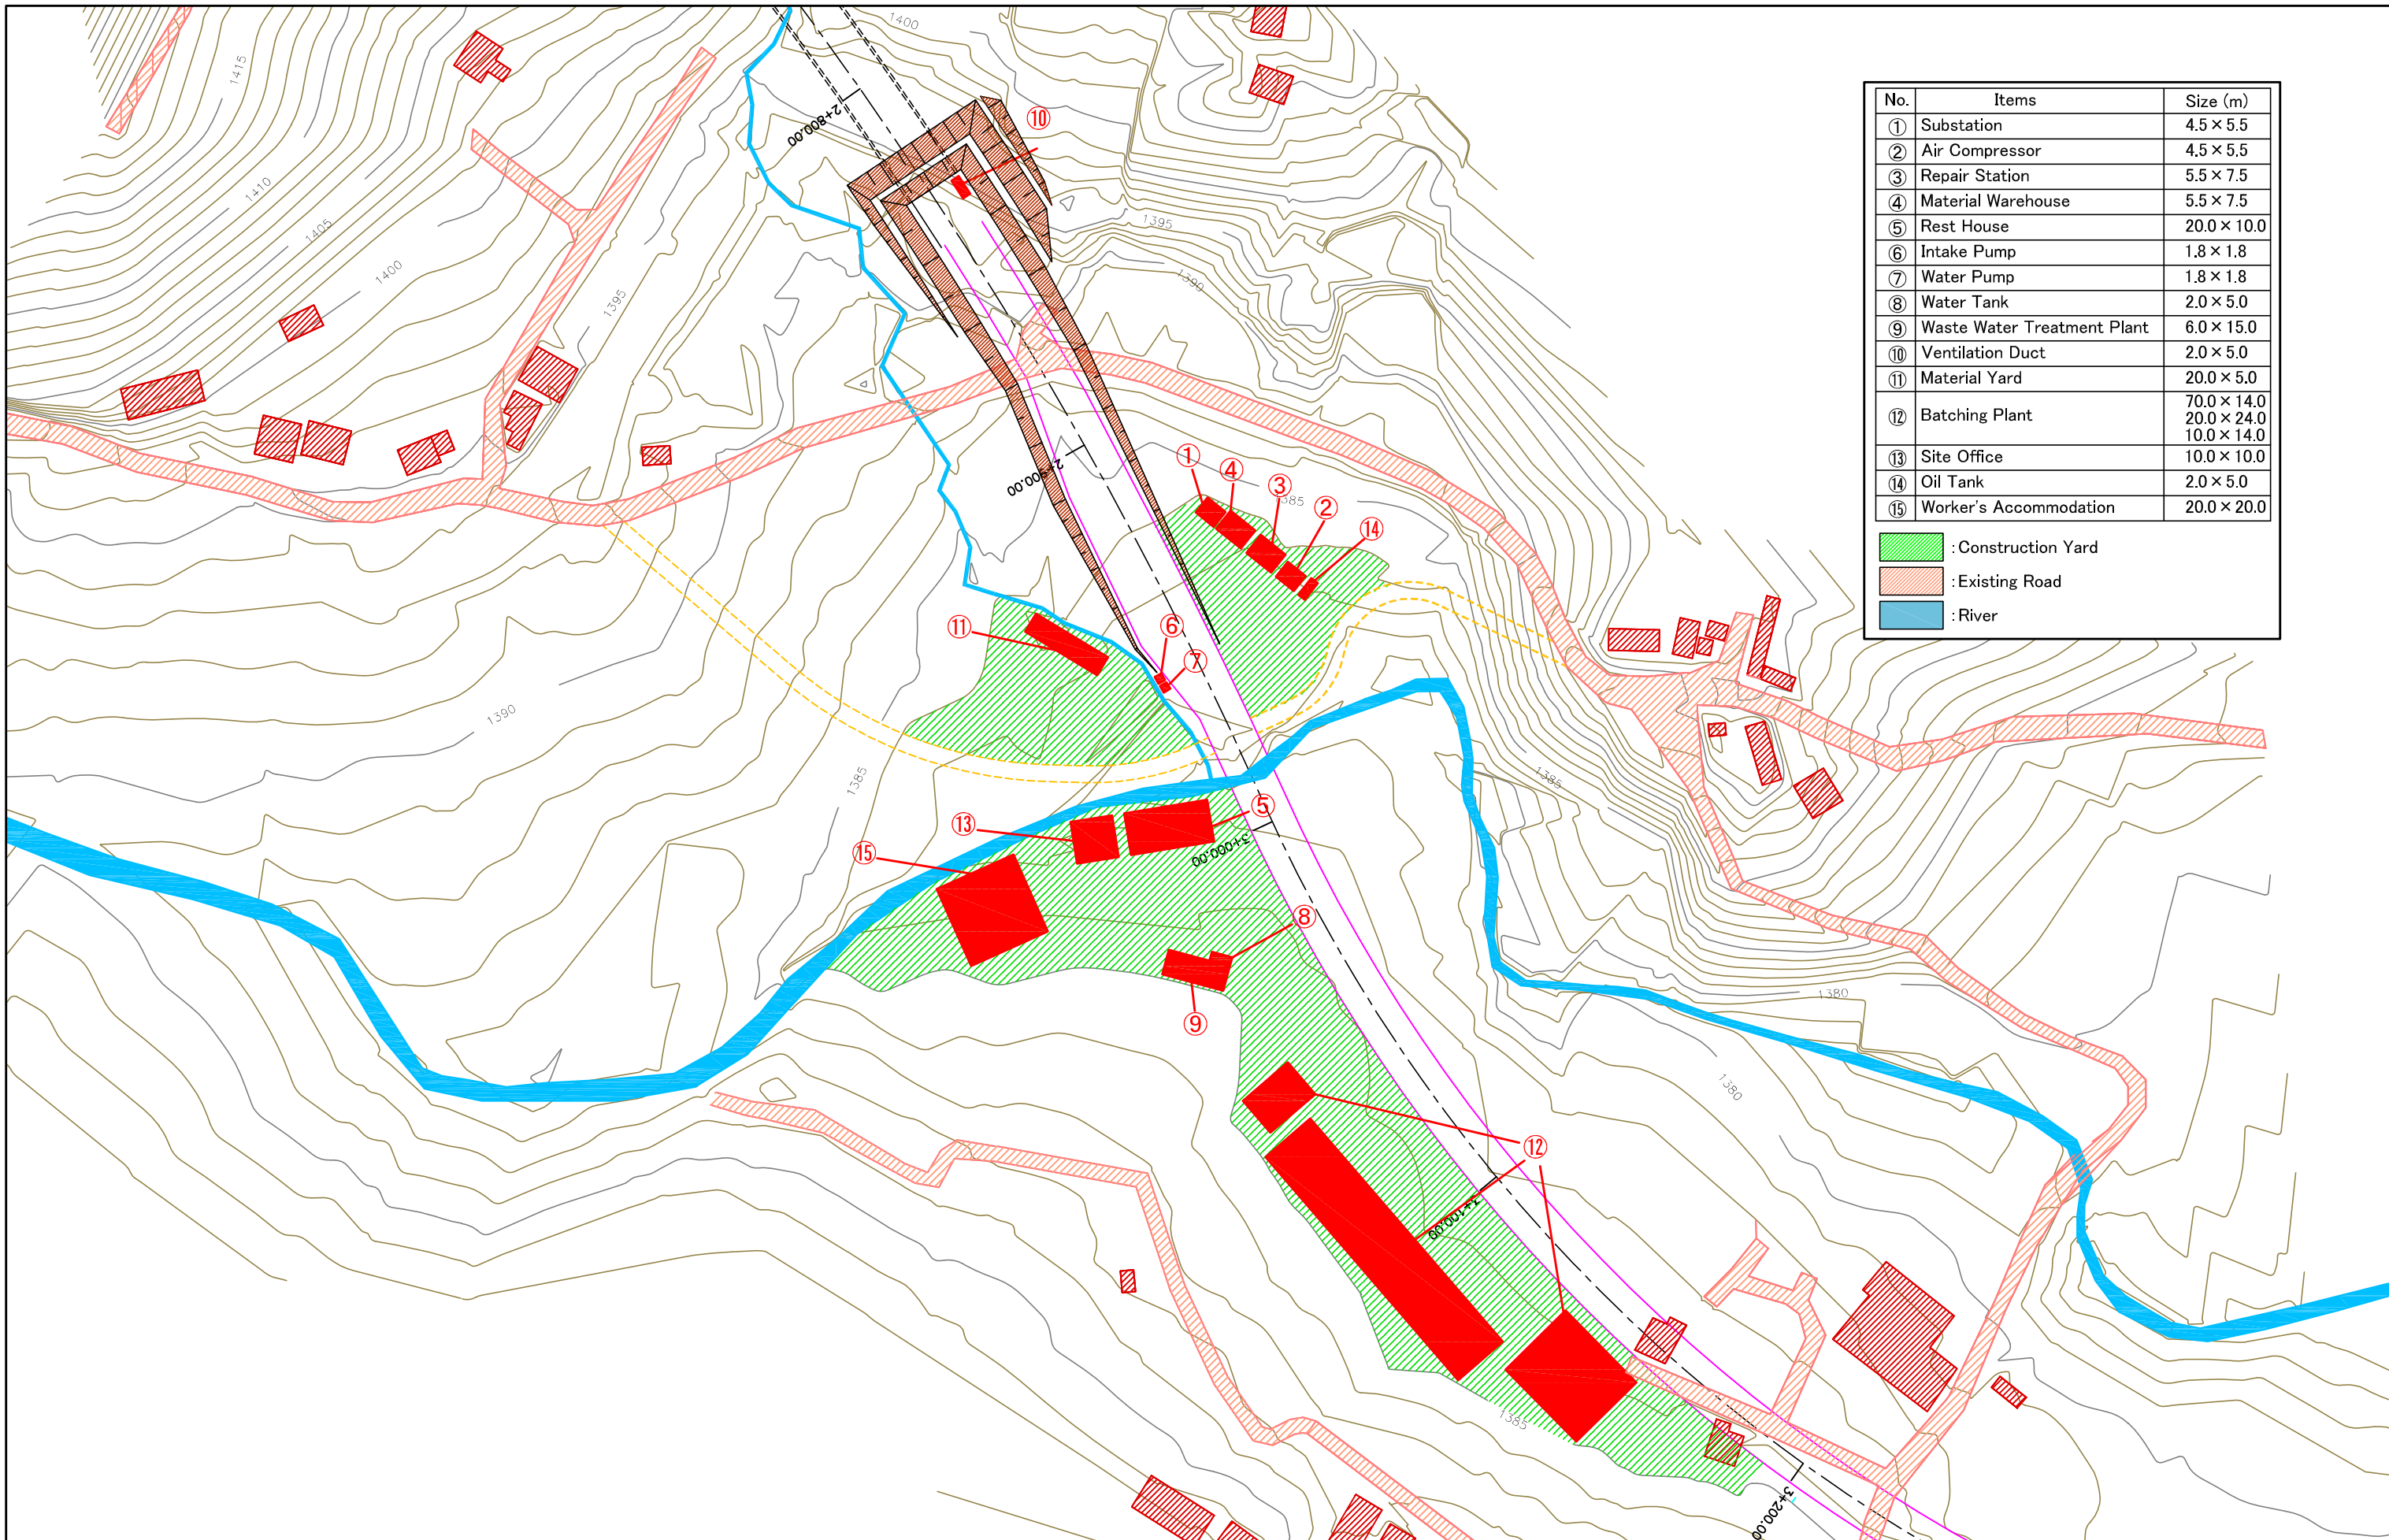 No. Items Size (m)
① Substation 4.5×5.5
② Air Compressor 4.5×5.5
③ Repair Station 5.5×7.5
④ Material Warehouse 5.5×7.5
⑤ Rest House 20.0×10.0
⑥ Intake Pump 1.8×1.8
⑦ Water Pump 1.8×1.8
⑧ Water Tank 2.0×5.0
⑨ Waste Water Treatment Plant 6.0×15.0
⑩ Ventilation Duct 2.0×5.0
⑪ Material Yard 20.0×5.0
⑫ Batching Plant 70.0×14.0
20.0×24.0
10.0×14.0
⑬ Site Office 10.0×10.0
⑭ Oil Tank 2.0×5.0
⑮ Worker's Accommodation 20.0×20.0
:Construction Yard
:Existing Road
:River
1400
1415
⑩
2+800.00
1410
1405
1395
1400
1390
1395
①
④
2+900.00
③
1385
②
⑭
⑪
⑥
⑦
1390
1385
1385
⑤
⑬
3+000.00
⑮
⑧
1380
⑨
1380
⑫
3+100.00
1385
3+200.00